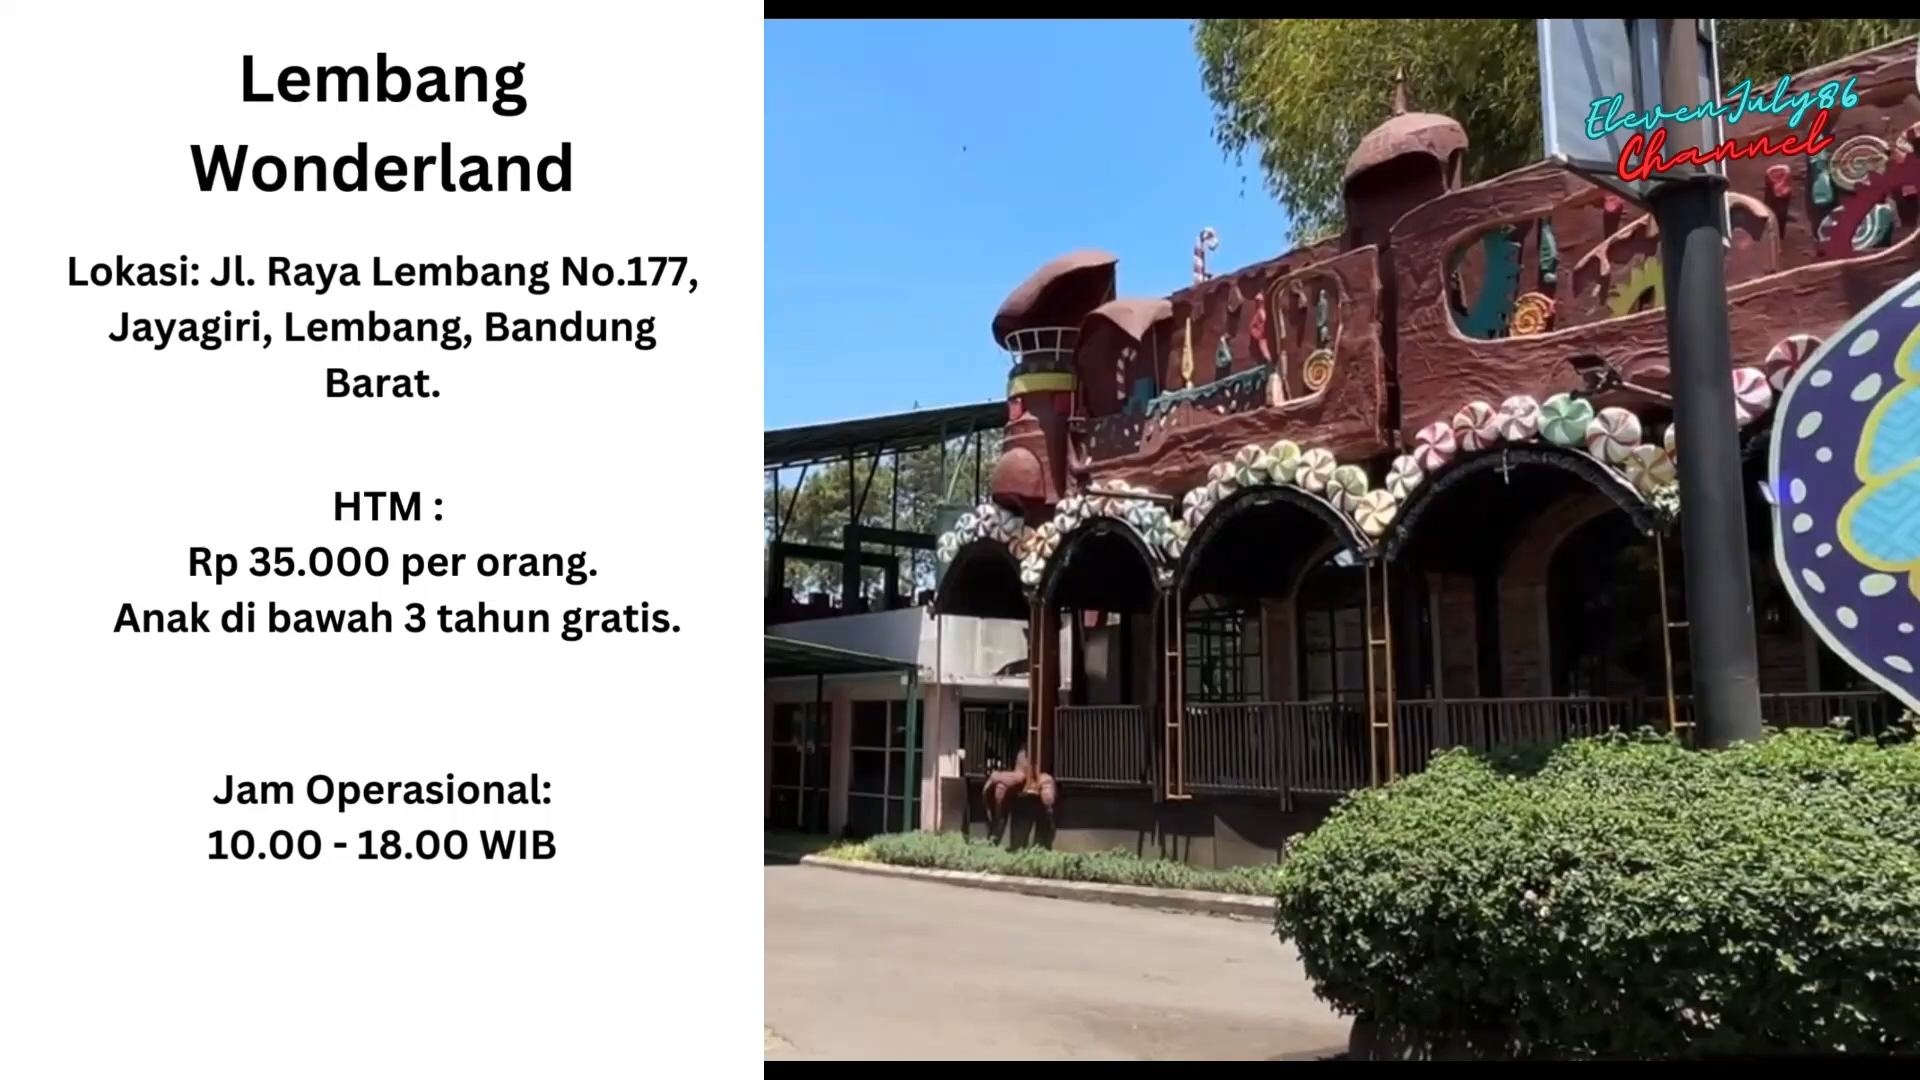 Lembang
Wonderland
Lokasi: Jl. Raya Lembang No.177,
Jayagiri, Lembang, Bandung
Barat.
HTM :
Rp 35.000 per orang.
Anak di bawah 3 tahun gratis.
Jam Operasional:
10.00 - 18.00 WIB
ElevenJuly86
Channel